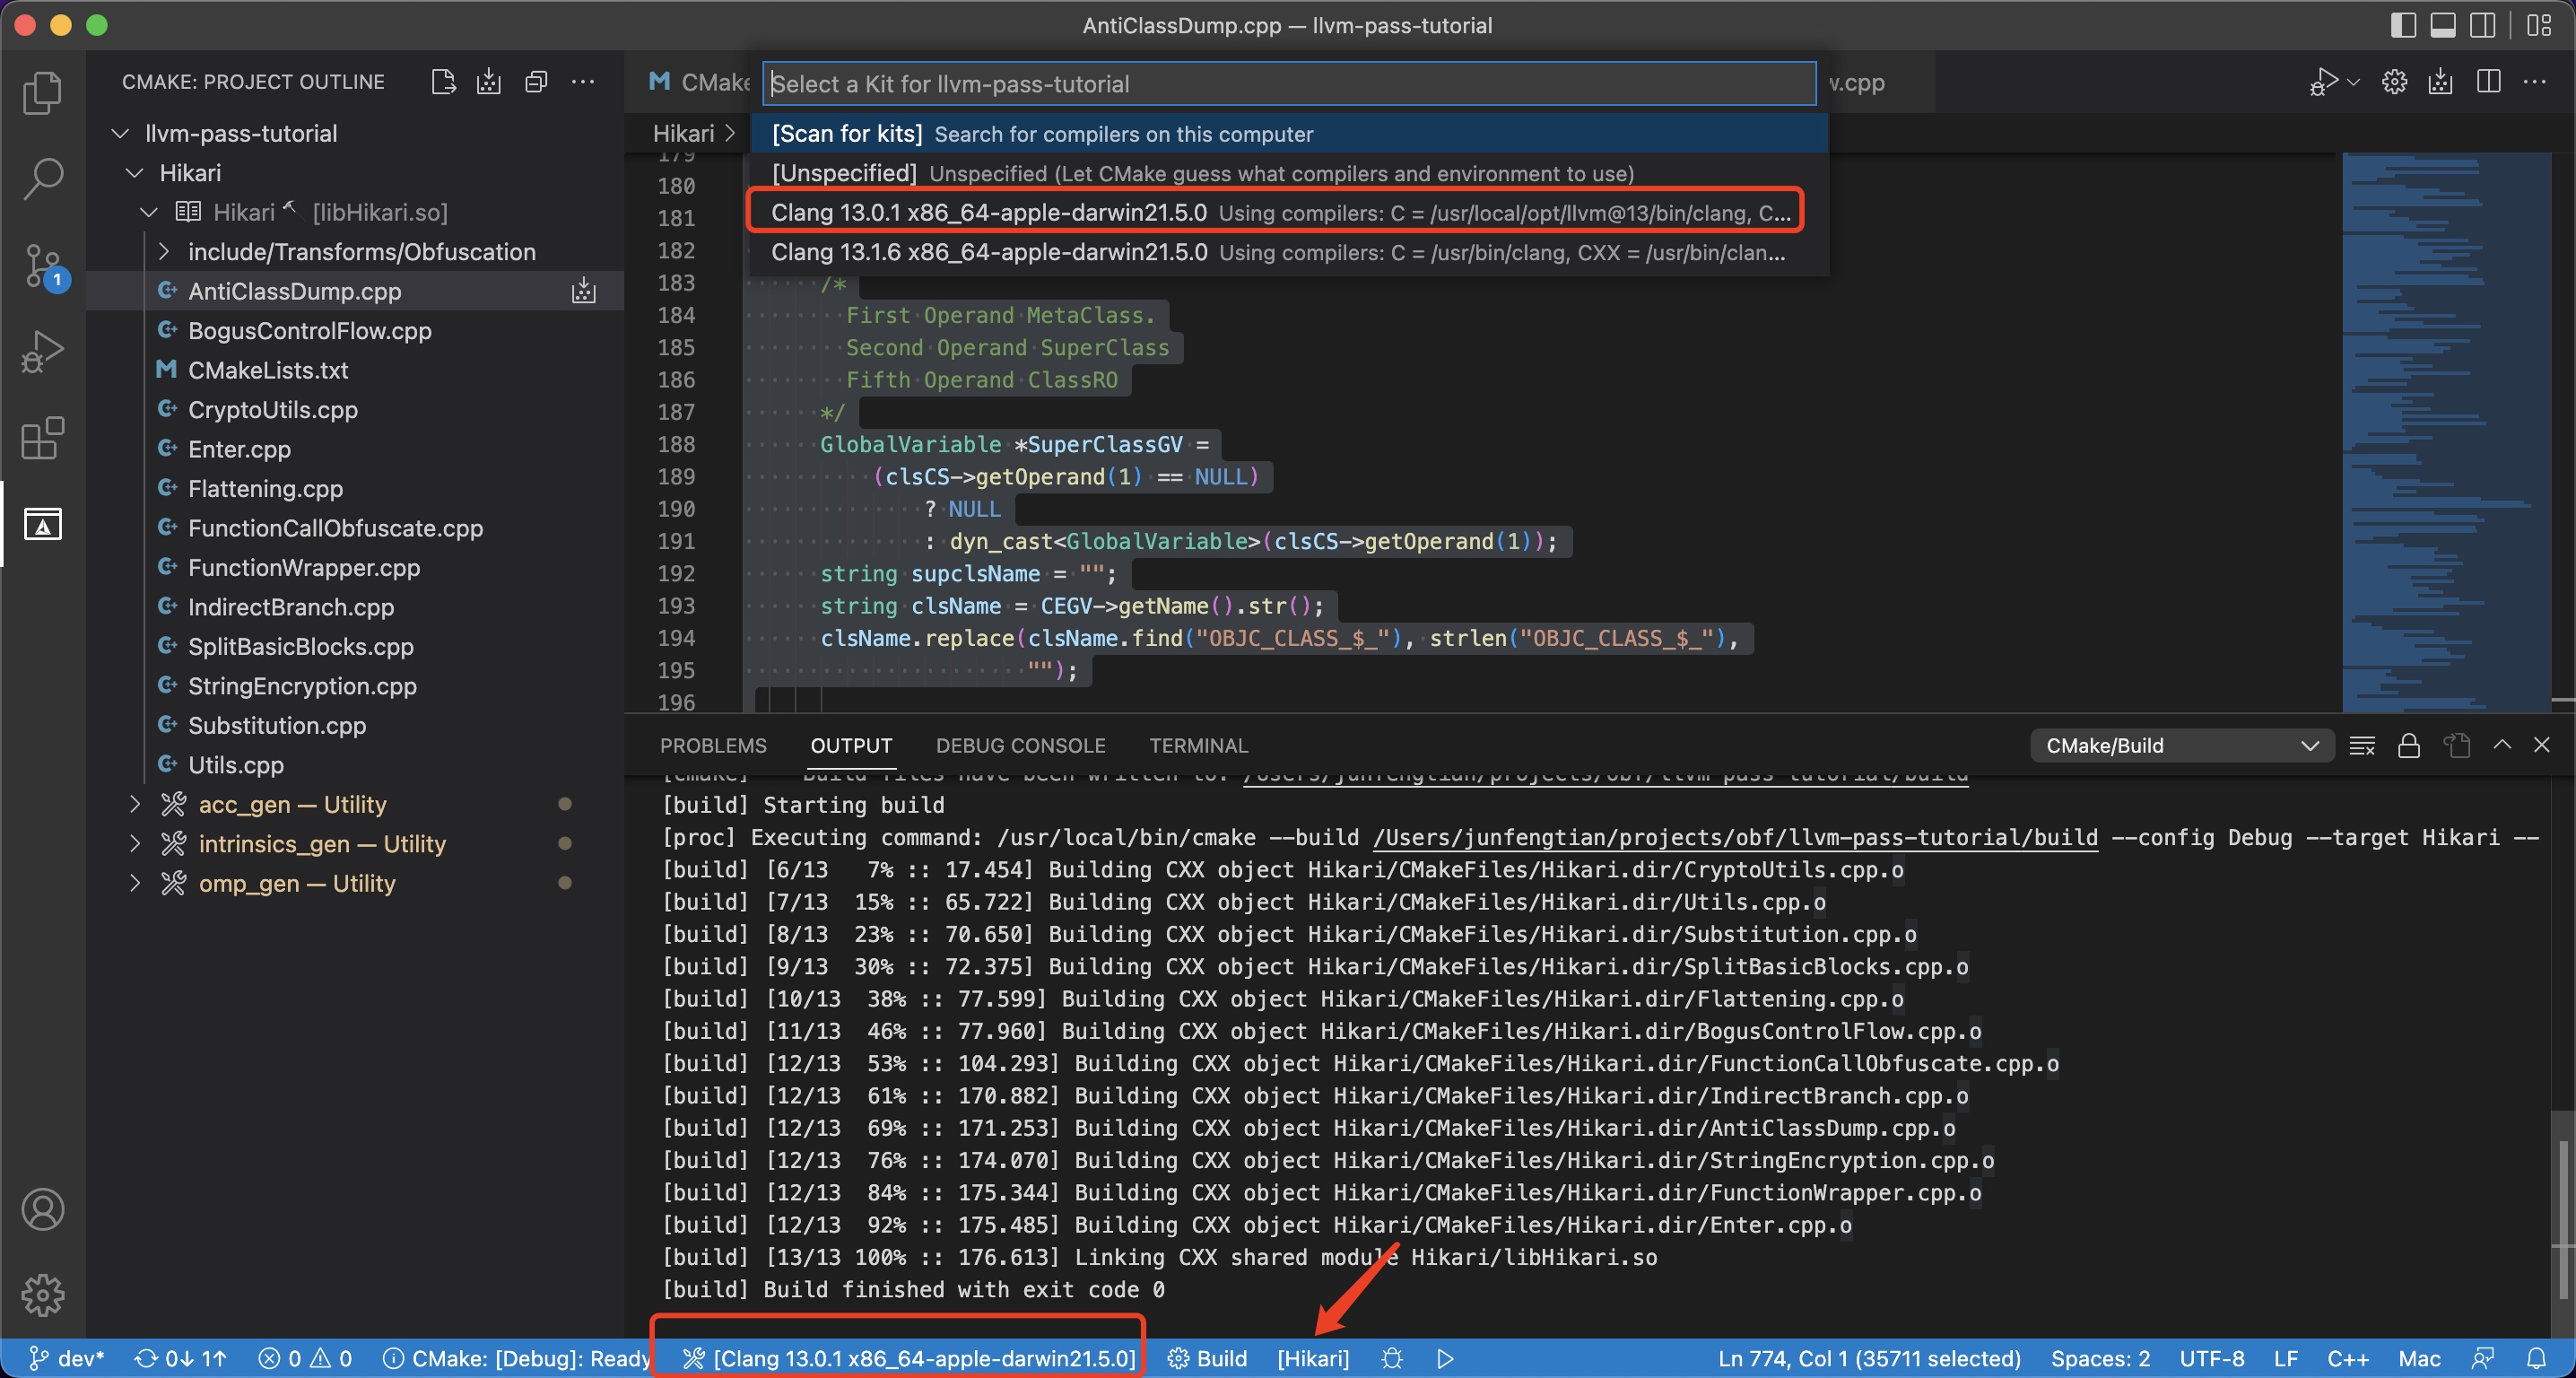 AntiClassDump.cpp — llvm-pass-tutorial
CMAKE: PROJECT OUTLINE
llvm-pass-tutorial
Hikari
Hikari [libHikari.so]
include/Transforms/Obfuscation
AntiClassDump.cpp
BogusControlFlow.cpp
CMakeLists.txt
CryptoUtils.cpp
Enter.cpp
Flattening.cpp
FunctionCallObfuscate.cpp
FunctionWrapper.cpp
IndirectBranch.cpp
SplitBasicBlocks.cpp
StringEncryption.cpp
Substitution.cpp
Utils.cpp
acc_gen — Utility
intrinsics_gen — Utility
omp_gen — Utility
1
Select a Kit for llvm-pass-tutorial
[Scan for kits] Search for compilers on this computer
[Unspecified] Unspecified (Let CMake guess what compilers and environment to use)
Clang 13.0.1 x86_64-apple-darwin21.5.0 Using compilers: C = /usr/local/opt/llvm@13/bin/clang, C...
Clang 13.1.6 x86_64-apple-darwin21.5.0 Using compilers: C = /usr/bin/clang, CXX = /usr/bin/clan...
Hikari >
179
180
181
182
183 /*
184 First Operand MetaClass.
185 Second Operand SuperClass
186 Fifth Operand ClassRO
187 */
188 GlobalVariable *SuperClassGV =
189 (clsCS->getOperand(1) == NULL)
190 ? NULL
191 : dyn_cast<GlobalVariable>(clsCS->getOperand(1));
192 string supclsName = "";
193 string clsName = CEGV->getName().str();
194 clsName.replace(clsName.find("OBJC_CLASS_$_"), strlen("OBJC_CLASS_$_"),
195 "");
196
PROBLEMS OUTPUT DEBUG CONSOLE TERMINAL CMake/Build
[cmake] Build files have been written to: /Users/junfengtian/projects/obf/llvm-pass-tutorial/build
[build] Starting build
[proc] Executing command: /usr/local/bin/cmake --build /Users/junfengtian/projects/obf/llvm-pass-tutorial/build --config Debug --target Hikari --
[build] [6/13 7% :: 17.454] Building CXX object Hikari/CMakeFiles/Hikari.dir/CryptoUtils.cpp.o
[build] [7/13 15% :: 65.722] Building CXX object Hikari/CMakeFiles/Hikari.dir/Utils.cpp.o
[build] [8/13 23% :: 70.650] Building CXX object Hikari/CMakeFiles/Hikari.dir/Substitution.cpp.o
[build] [9/13 30% :: 72.375] Building CXX object Hikari/CMakeFiles/Hikari.dir/SplitBasicBlocks.cpp.o
[build] [10/13 38% :: 77.599] Building CXX object Hikari/CMakeFiles/Hikari.dir/Flattening.cpp.o
[build] [11/13 46% :: 77.960] Building CXX object Hikari/CMakeFiles/Hikari.dir/BogusControlFlow.cpp.o
[build] [12/13 53% :: 104.293] Building CXX object Hikari/CMakeFiles/Hikari.dir/FunctionCallObfuscate.cpp.o
[build] [12/13 61% :: 170.882] Building CXX object Hikari/CMakeFiles/Hikari.dir/IndirectBranch.cpp.o
[build] [12/13 69% :: 171.253] Building CXX object Hikari/CMakeFiles/Hikari.dir/AntiClassDump.cpp.o
[build] [12/13 76% :: 174.070] Building CXX object Hikari/CMakeFiles/Hikari.dir/StringEncryption.cpp.o
[build] [12/13 84% :: 175.344] Building CXX object Hikari/CMakeFiles/Hikari.dir/FunctionWrapper.cpp.o
[build] [12/13 92% :: 175.485] Building CXX object Hikari/CMakeFiles/Hikari.dir/Enter.cpp.o
[build] [13/13 100% :: 176.613] Linking CXX shared module Hikari/libHikari.so
[build] Build finished with exit code 0
dev* 0↓ 1↑ 0 0 CMake: [Debug]: Ready [Clang 13.0.1 x86_64-apple-darwin21.5.0] Build [Hikari] Ln 774, Col 1 (35711 selected) Spaces: 2 UTF-8 LF C++ Mac